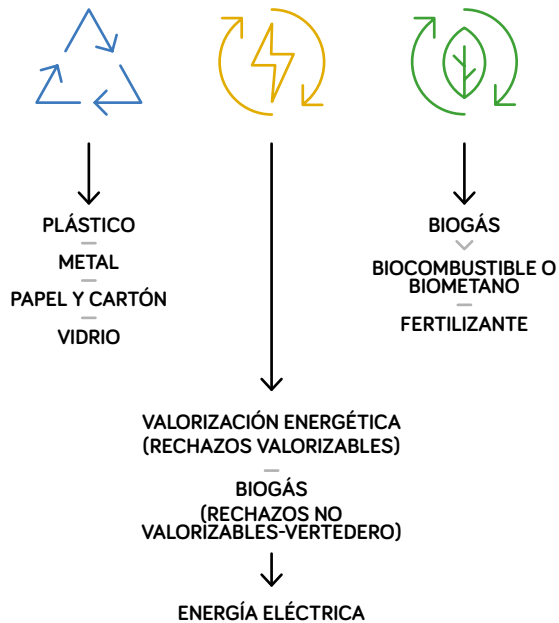 PLÁSTICO
METAL
PAPEL Y CARTÓN
VIDRIO
BIOGÁS
BIOCOMBUSTIBLE O
BIOMETANO
FERTILIZANTE
VALORIZACIÓN ENERGÉTICA
(RECHAZOS VALORIZABLES)
BIOGÁS
(RECHAZOS NO
VALORIZABLES-VERTEDERO)
ENERGÍA ELÉCTRICA